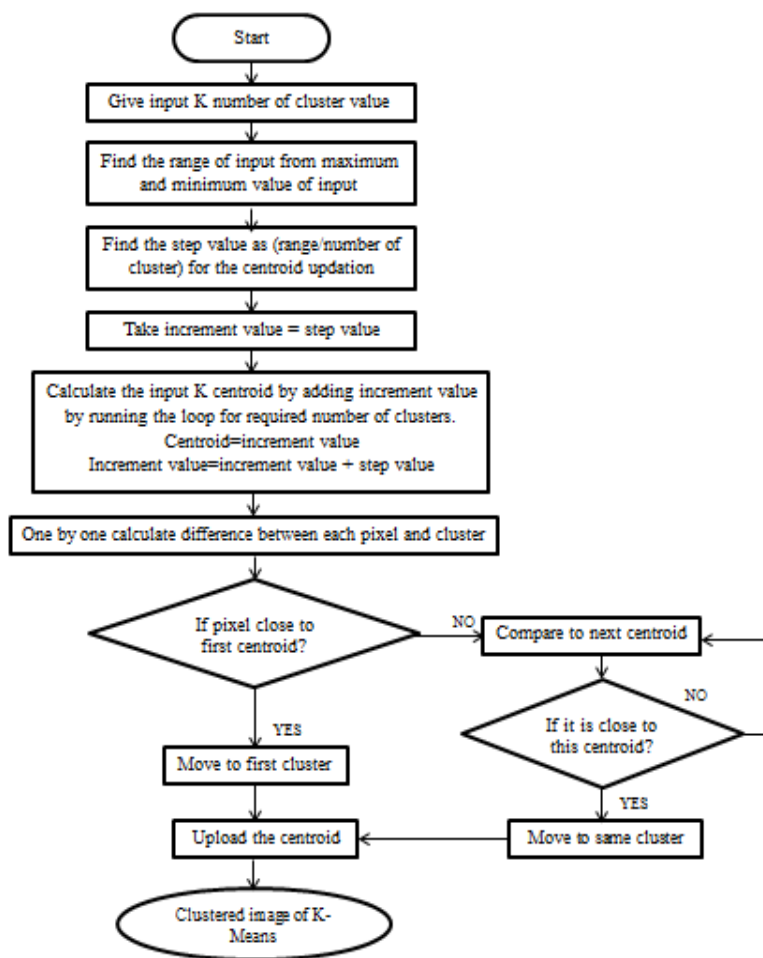 Start
Give input K number of cluster value
Find the range of input from maximum
and minimum value of input
Find the step value as (range/number of
cluster) for the centroid updation
Take increment value = step value
Calculate the input K centroid by adding increment value
by running the loop for required number of clusters.
Centroid=increment value
Increment value=increment value + step value
One by one calculate difference between each pixel and cluster
If pixel close to
first centroid?
NO
Compare to next centroid
NO
If it is close to
this centroid?
YES
YES
Move to first cluster
Move to same cluster
Upload the centroid
Clustered image of K-
Means